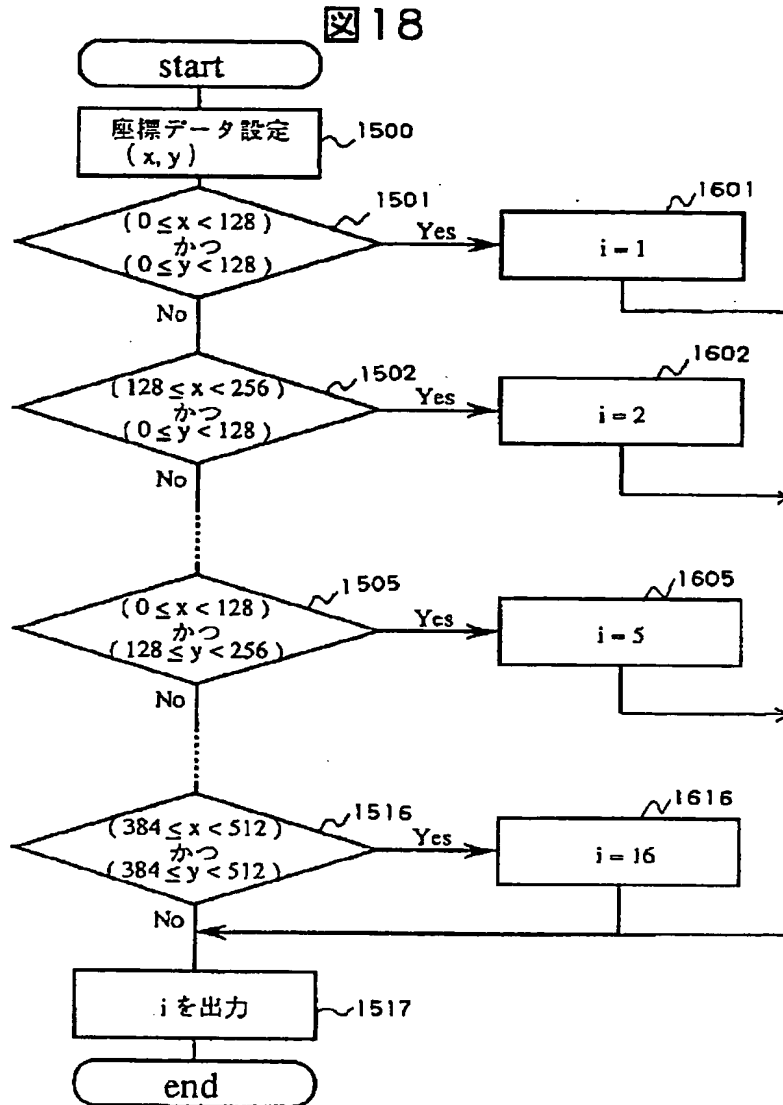 図18
start
座標データ設定
(x, y)
1500
(0 ≤ x < 128)
かつ
(0 ≤ y < 128)
1501
Yes
1601
i = 1
No
(128 ≤ x < 256)
かつ
(0 ≤ y < 128)
1502
Yes
1602
i = 2
No
(0 ≤ x < 128)
かつ
(128 ≤ y < 256)
1505
Yes
1605
i = 5
No
(384 ≤ x < 512)
かつ
(384 ≤ y < 512)
1516
Yes
1616
i = 16
No
i を出力
1517
end